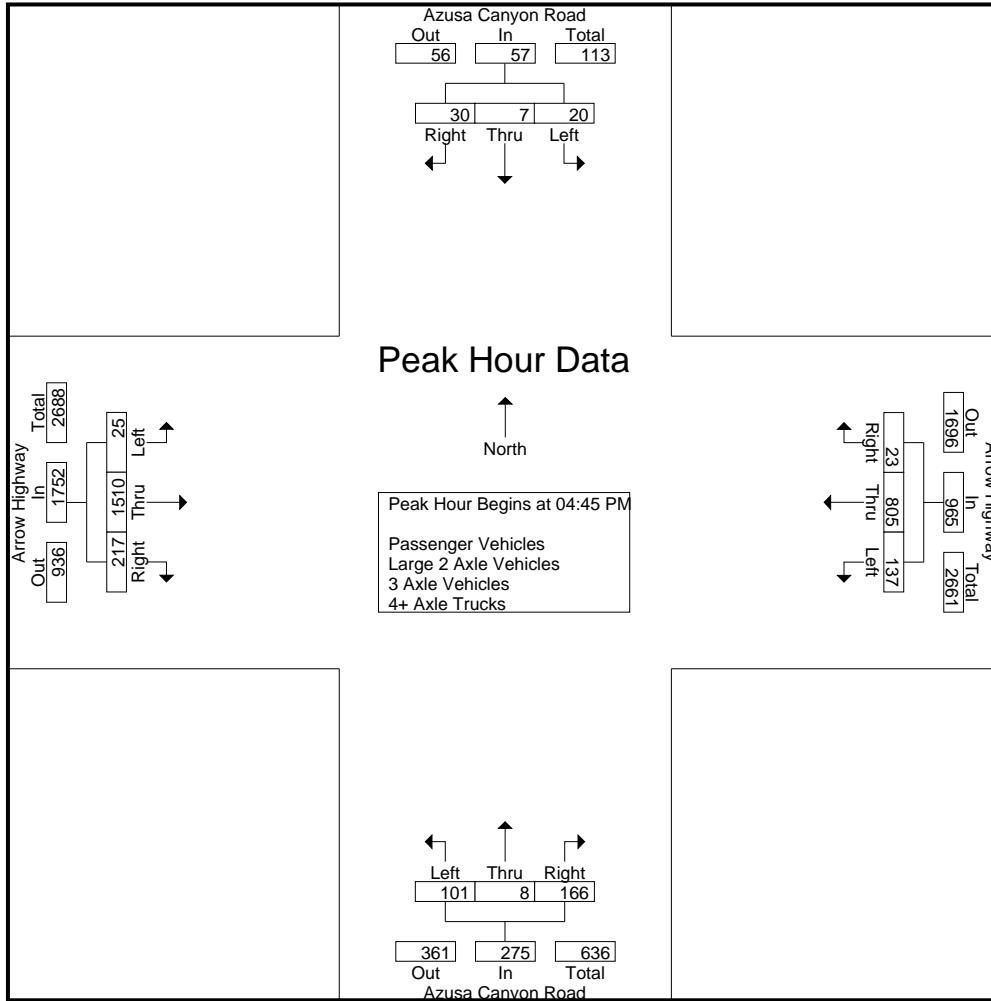 Azusa Canyon Road
Out In Total
56 57 113
30 7 20
Right Thru Left
Peak Hour Data
North
Peak Hour Begins at 04:45 PM
Passenger Vehicles
Large 2 Axle Vehicles
3 Axle Vehicles
4+ Axle Trucks
Arrow Highway
Out In Total
936 1752 2688
217 1510 25
Right Thru Left
Arrow Highway
Out In Total
1696 965 2661
23 805 137
Right Thru Left
Left Thru Right
101 8 166
361 275 636
Out In Total
Azusa Canyon Road